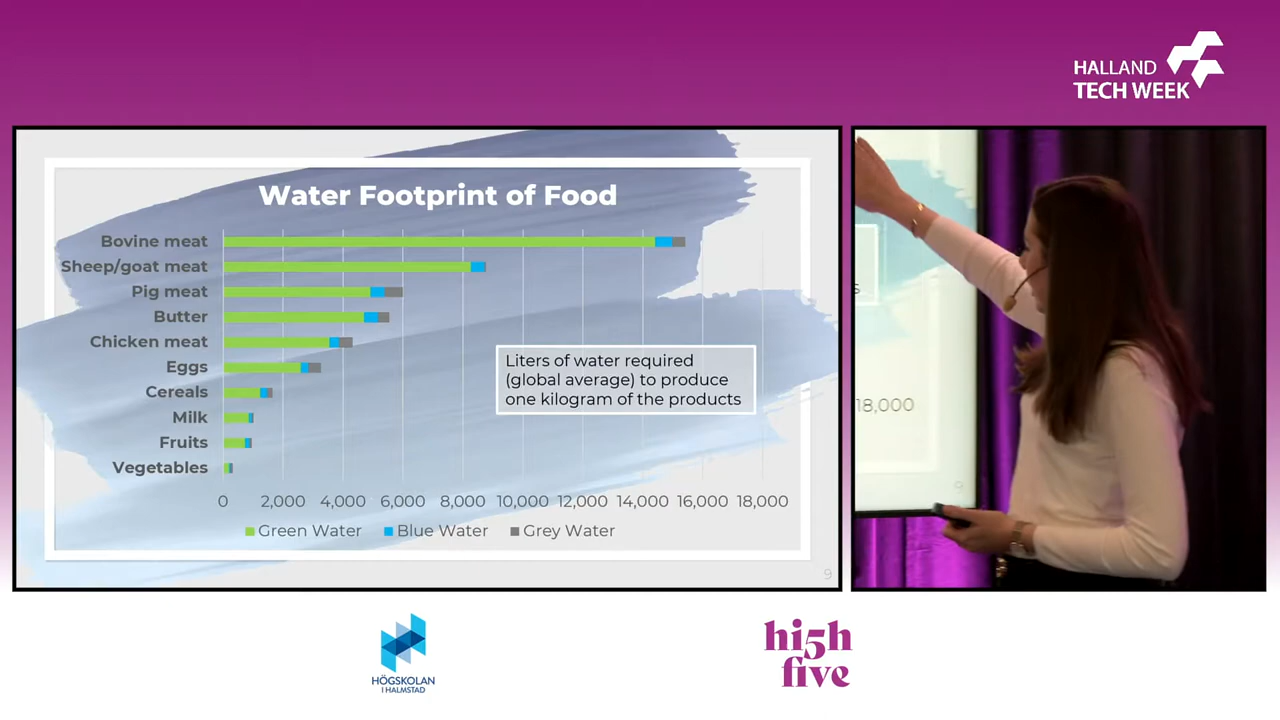 HALLAND
TECH WEEK
Water Footprint of Food
Bovine meat
Sheep/goat meat
Pig meat
Butter
Chicken meat
Eggs
Cereals
Milk
Fruits
Vegetables
Liters of water required
(global average) to produce
one kilogram of the products
0 2,000 4,000 6,000 8,000 10,000 12,000 14,000 16,000 18,000
Green Water Blue Water Grey Water
9
s
18,000
9
HÖGSKOLAN
I HALMSTAD
hi5h
five